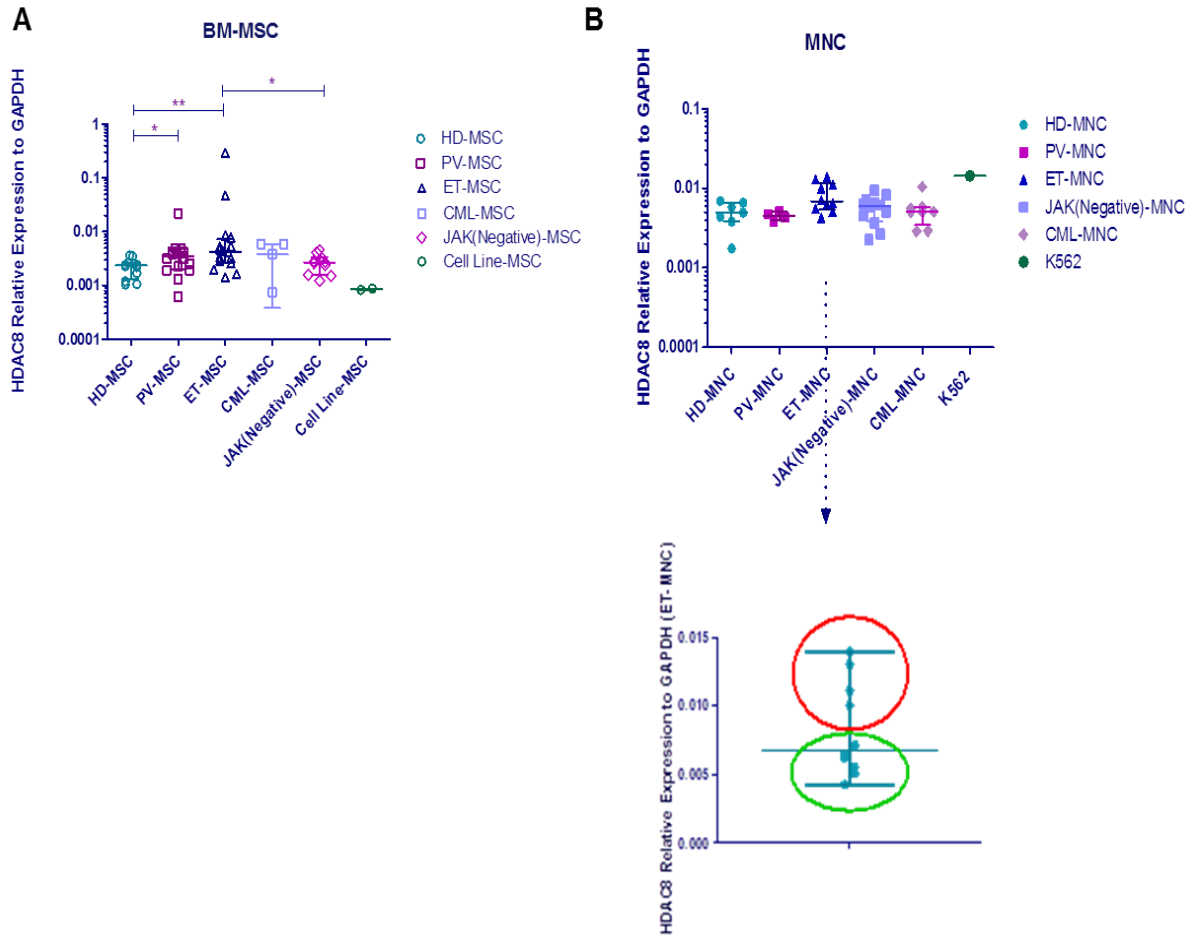 A
BM-MSC
HDAC8 Relative Expression to GAPDH
*
**
*
1
0.1
0.01
0.001
0.0001
HD-MSC
PV-MSC
ET-MSC
CML-MSC
JAK(Negative)-MSC
Cell Line-MSC
HD-MSC
PV-MSC
ET-MSC
CML-MSC
JAK(Negative)-MSC
Cell Line-MSC
B
MNC
HDAC8 Relative Expression to GAPDH
0.1
0.01
0.001
0.0001
HD-MNC
PV-MNC
ET-MNC
JAK(Negative)-MNC
CML-MNC
K562
HD-MNC
PV-MNC
ET-MNC
JAK(Negative)-MNC
CML-MNC
K562
HDAC8 Relative Expression to GAPDH (ET-MNC)
0.015
0.010
0.005
0.000